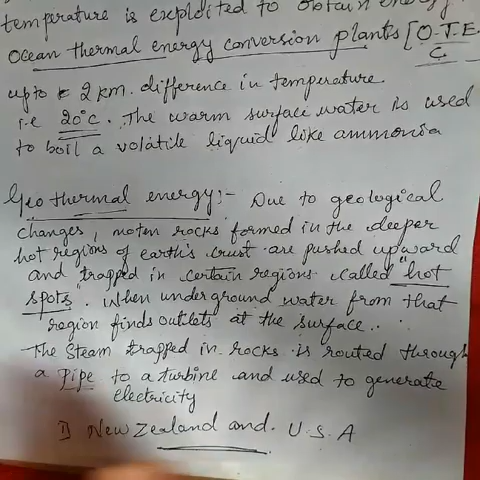 temperature is exploited to obtain
Ocean thermal energy conversion plants [O.T.E.
C.
upto 2 km. difference in temperature
i.e 20°C. The warm surface water is used
to boil a volatile liquid like ammonia
Geothermal energy:- Due to geological
changes, moten rocks formed in the deeper
hot regions of earth's crust are pushed upward
and trapped in certain regions called "hot
spots". When underground water from that
region finds outlets at the surface..
The Steam trapped in rocks is routed through
a Pipe to a turbine and used to generate
electricity
I) New Zealand and. U.S.A